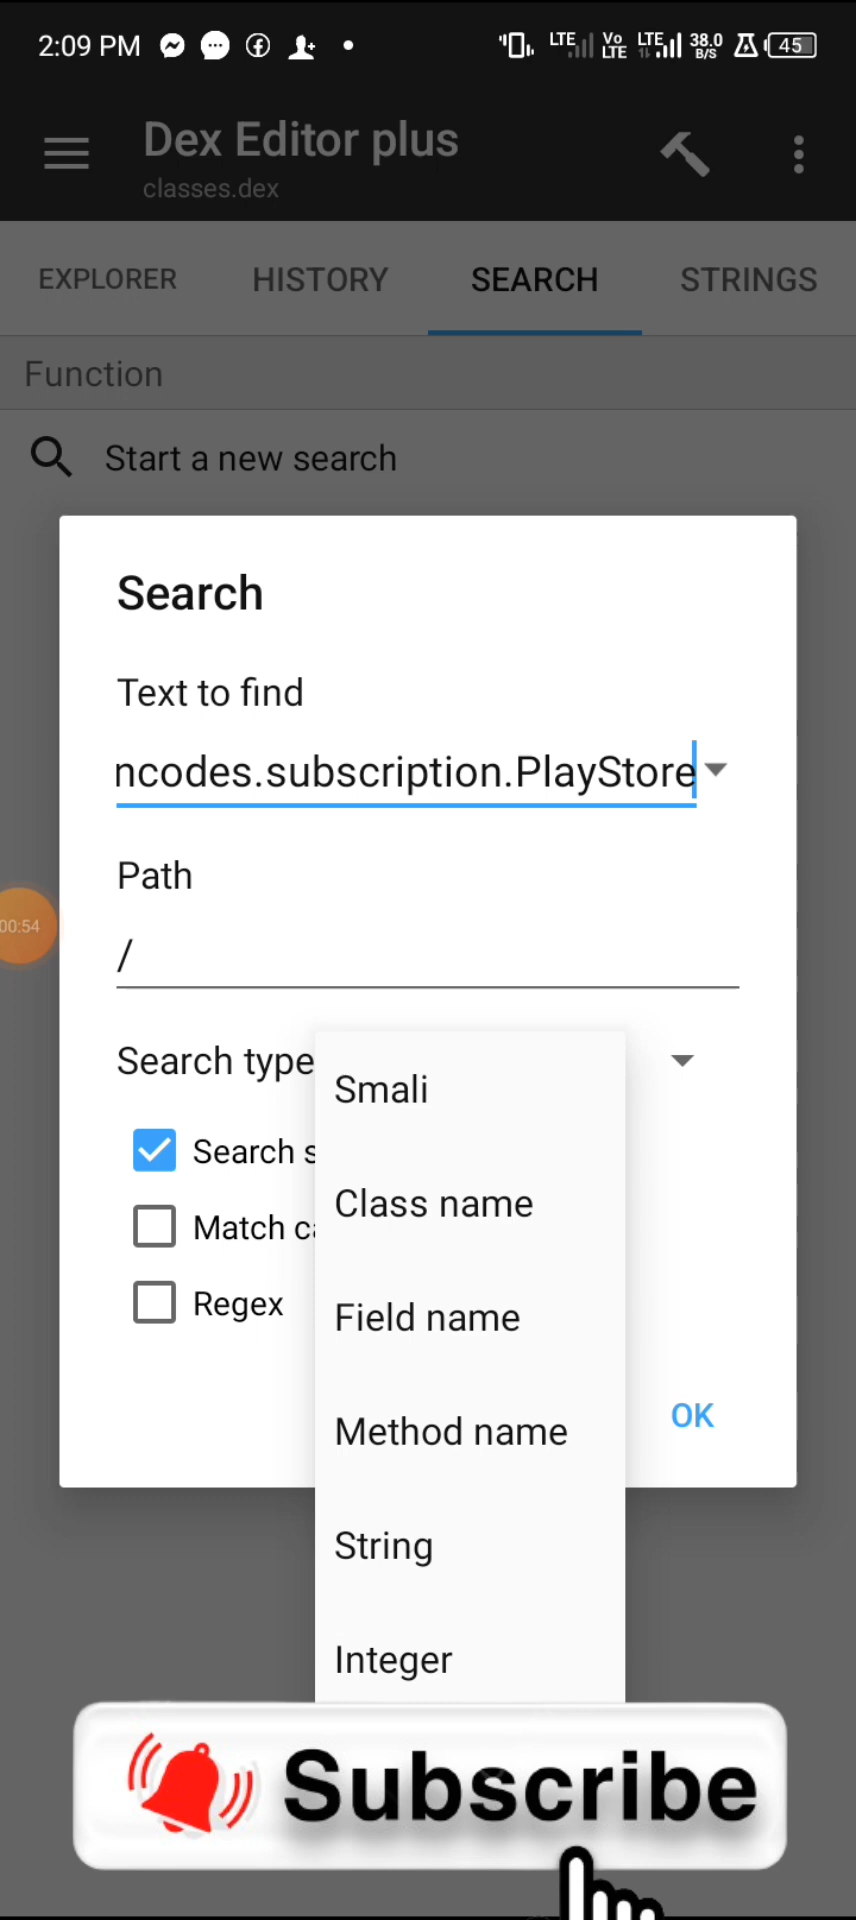 2:09 PM LTE Vo LTE LTE 38.0 B/S 45
Dex Editor plus
classes.dex
EXPLORER HISTORY SEARCH STRINGS
Function
Start a new search
Search
Text to find
ncodes.subscription.PlayStore
Path
/
00:54
Search type
Smali
Search s
Class name
Match ca
Regex
Field name
OK
Method name
String
Integer
Subscribe